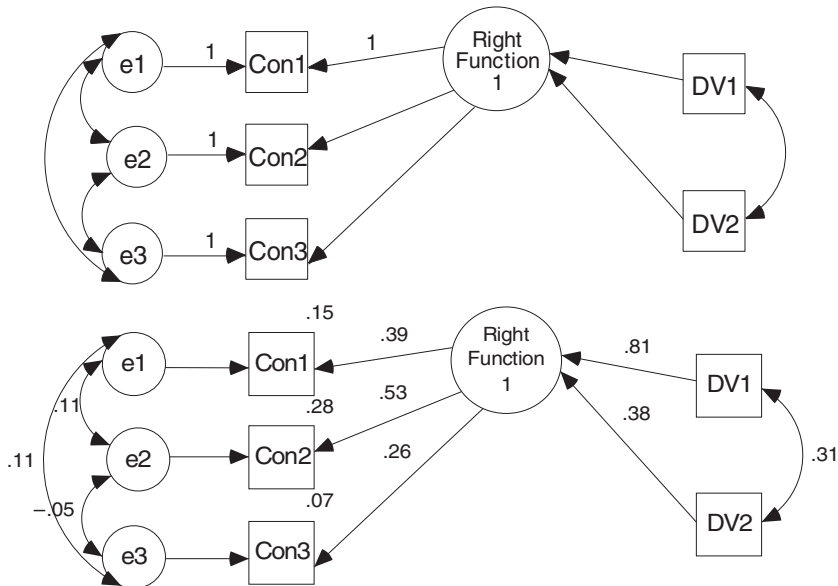 1
1
Right
Function
1
e1
Con1
DV1
1
e2
Con2
DV2
1
e3
Con3
.15
.39
Right
Function
1
.81
e1
Con1
DV1
.11
.28
.53
.38
.11
e2
Con2
.26
.31
–.05
.07
DV2
e3
Con3